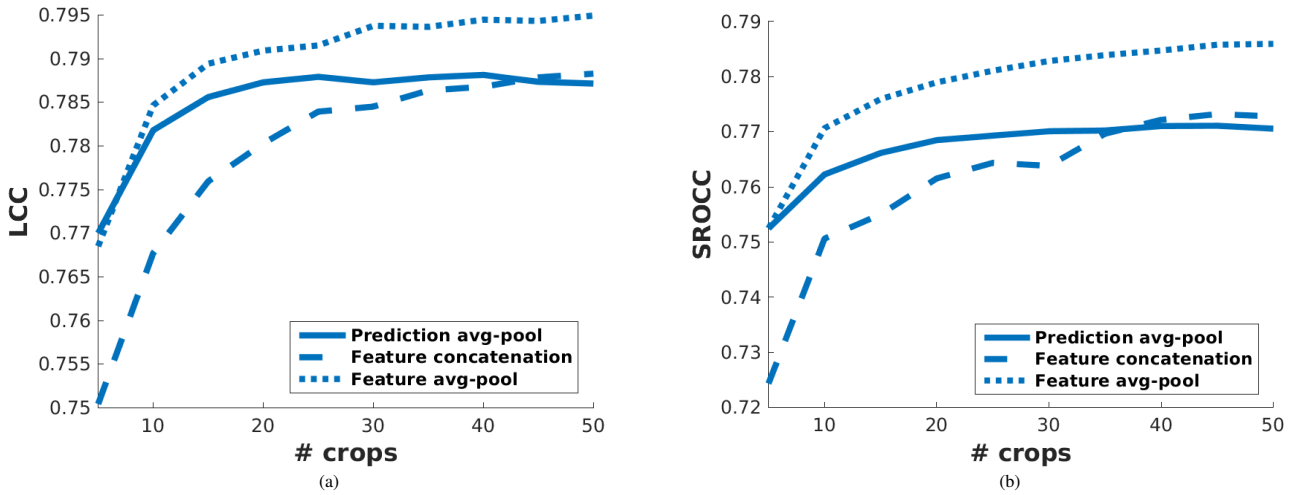 0.795
0.79
0.785
0.78
0.775
0.77
0.765
0.76
0.755
0.75
LCC
10 20 30 40 50
# crops
Prediction avg-pool
Feature concatenation
Feature avg-pool
(a)
0.79
0.78
0.77
0.76
0.75
0.74
0.73
0.72
SROCC
10 20 30 40 50
# crops
Prediction avg-pool
Feature concatenation
Feature avg-pool
(b)